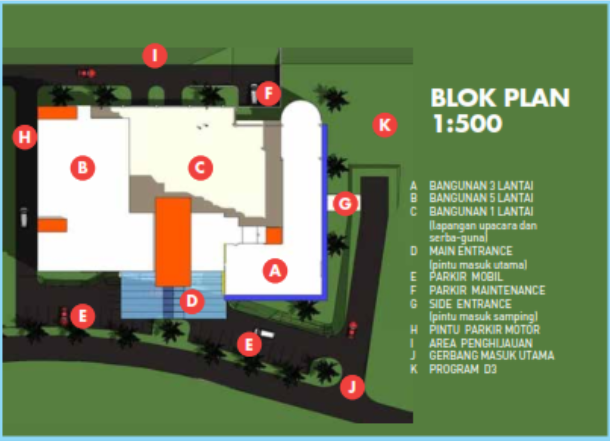 I
F
BLOK PLAN
1:500
K
H
B
C
G
A
D
E
E
J
A BANGUNAN 3 LANTAI
B BANGUNAN 5 LANTAI
C BANGUNAN 1 LANTAI
(lapangan upacara dan
serba-guna)
D MAIN ENTRANCE
(pintu masuk utama)
E PARKIR MOBIL
F PARKIR MAINTENANCE
G SIDE ENTRANCE
(pintu masuk samping)
H PINTU PARKIR MOTOR
I AREA PENGHIJAUAN
J GERBANG MASUK UTAMA
K PROGRAM D3